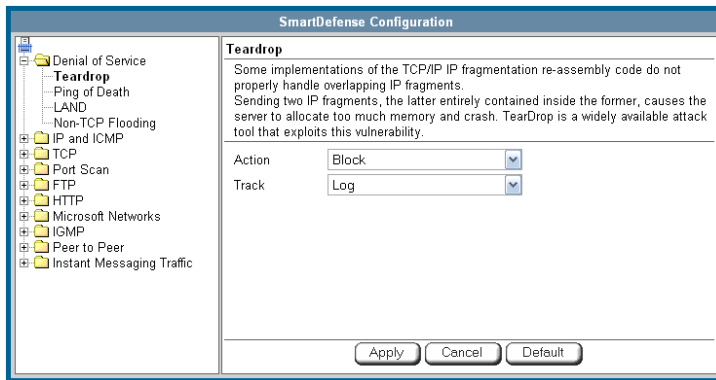 SmartDefense Configuration
Denial of Service
Teardrop
Ping of Death
LAND
Non-TCP Flooding
IP and ICMP
TCP
Port Scan
FTP
HTTP
Microsoft Networks
IGMP
Peer to Peer
Instant Messaging Traffic
Teardrop
Some implementations of the TCP/IP IP fragmentation re-assembly code do not
properly handle overlapping IP fragments.
Sending two IP fragments, the latter entirely contained inside the former, causes the
server to allocate too much memory and crash. TearDrop is a widely available attack
tool that exploits this vulnerability.
Action Block
Track Log
Apply Cancel Default